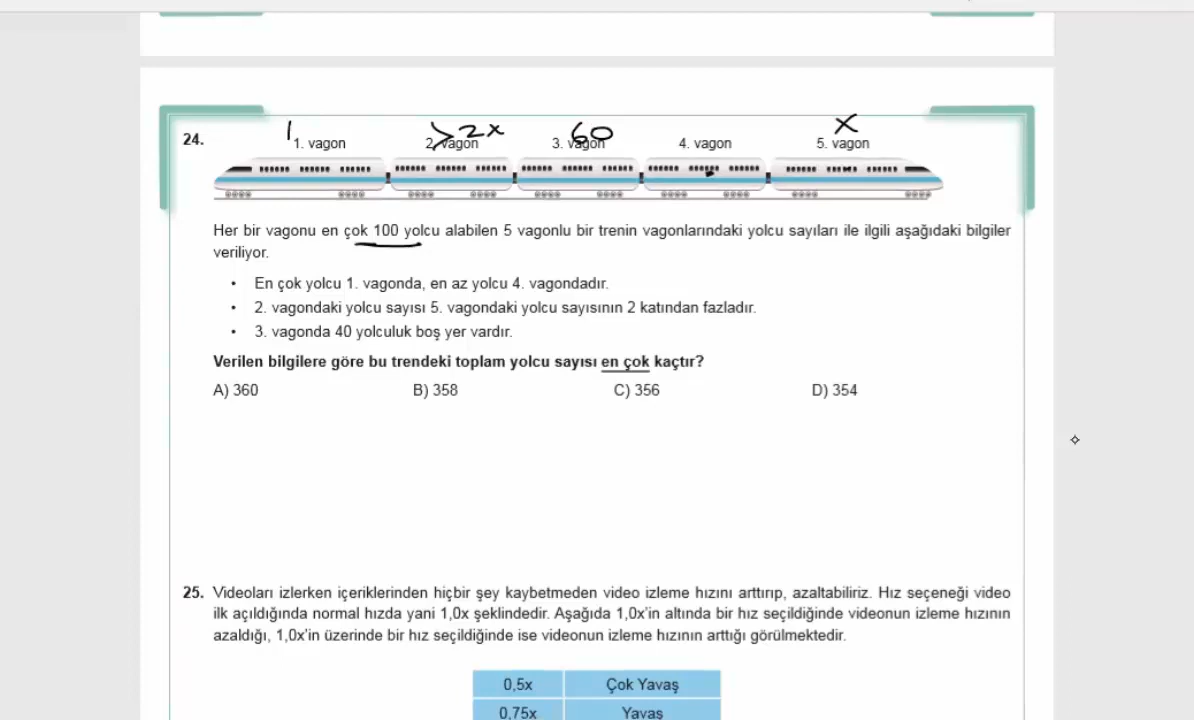 1 >2x 60 x
24. 1. vagon 2. vagon 3. vagon 4. vagon 5. vagon
Her bir vagonu en çok 100 yolcu alabilen 5 vagonlu bir trenin vagonlarındaki yolcu sayıları ile ilgili aşağıdaki bilgiler
veriliyor.
• En çok yolcu 1. vagonda, en az yolcu 4. vagondadır.
• 2. vagondaki yolcu sayısı 5. vagondaki yolcu sayısının 2 katından fazladır.
• 3. vagonda 40 yolculuk boş yer vardır.
Verilen bilgilere göre bu trendeki toplam yolcu sayısı en çok kaçtır?
A) 360 B) 358 C) 356 D) 354
25. Videoları izlerken içeriklerinden hiçbir şey kaybetmeden video izleme hızını arttırıp, azaltabiliriz. Hız seçeneği video
ilk açıldığında normal hızda yani 1,0x şeklindedir. Aşağıda 1,0x'in altında bir hız seçildiğinde videonun izleme hızının
azaldığı, 1,0x'in üzerinde bir hız seçildiğinde ise videonun izleme hızının arttığı görülmektedir.
0,5x Çok Yavaş
0,75x Yavaş